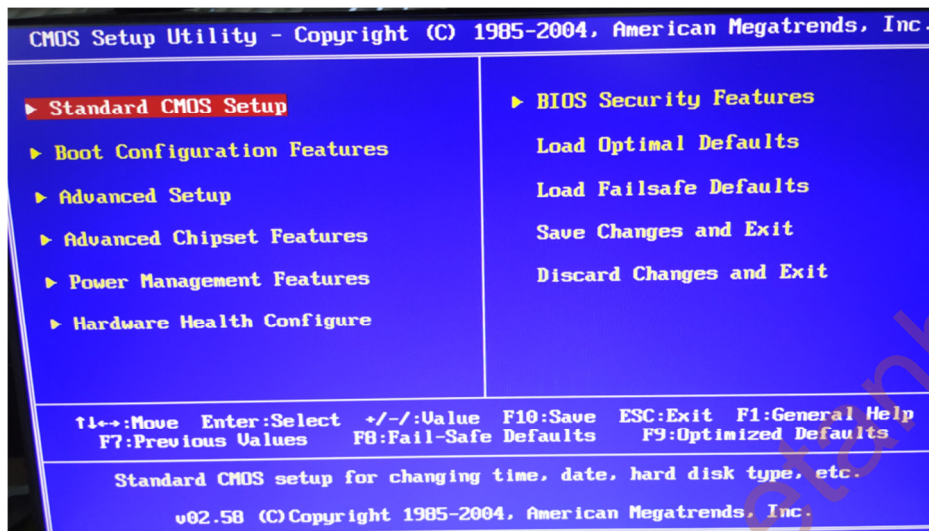 CMOS Setup Utility - Copyright (C) 1985-2004, American Megatrends, Inc.
▶ Standard CMOS Setup
▶ Boot Configuration Features
▶ Advanced Setup
▶ Advanced Chipset Features
▶ Power Management Features
▶ Hardware Health Configure
▶ BIOS Security Features
Load Optimal Defaults
Load Failsafe Defaults
Save Changes and Exit
Discard Changes and Exit
↑↓←→:Move Enter:Select +/-/:Value F10:Save ESC:Exit F1:General Help
F7:Previous Values F8:Fail-Safe Defaults F9:Optimized Defaults
Standard CMOS setup for changing time, date, hard disk type, etc.
v02.58 (C)Copyright 1985-2004, American Megatrends, Inc.